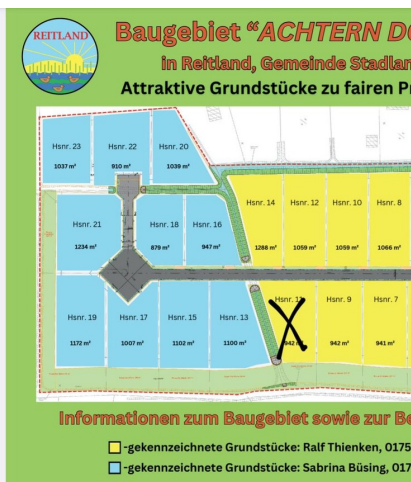 REITLAND
Baugebiet “ACHTERN D
in Reitland, Gemeinde Stadlan
Attraktive Grundstücke zu fairen P
Hsnr. 23
1037 m²
Hsnr. 22
910 m²
Hsnr. 20
1039 m²
Hsnr. 14
1288 m²
Hsnr. 12
1059 m²
Hsnr. 10
1059 m²
Hsnr. 8
1066 m²
Hsnr. 21
1234 m²
Hsnr. 18
879 m²
Hsnr. 16
947 m²
Hsnr. 19
1172 m²
Hsnr. 17
1007 m²
Hsnr. 15
1102 m²
Hsnr. 13
1100 m²
Hsnr. 11
942 m²
Hsnr. 9
942 m²
Hsnr. 7
941 m²
Informationen zum Baugebiet sowie zur Be
-gekennzeichnete Grundstücke: Ralf Thienken, 0175
-gekennzeichnete Grundstücke: Sabrina Büsing, 017